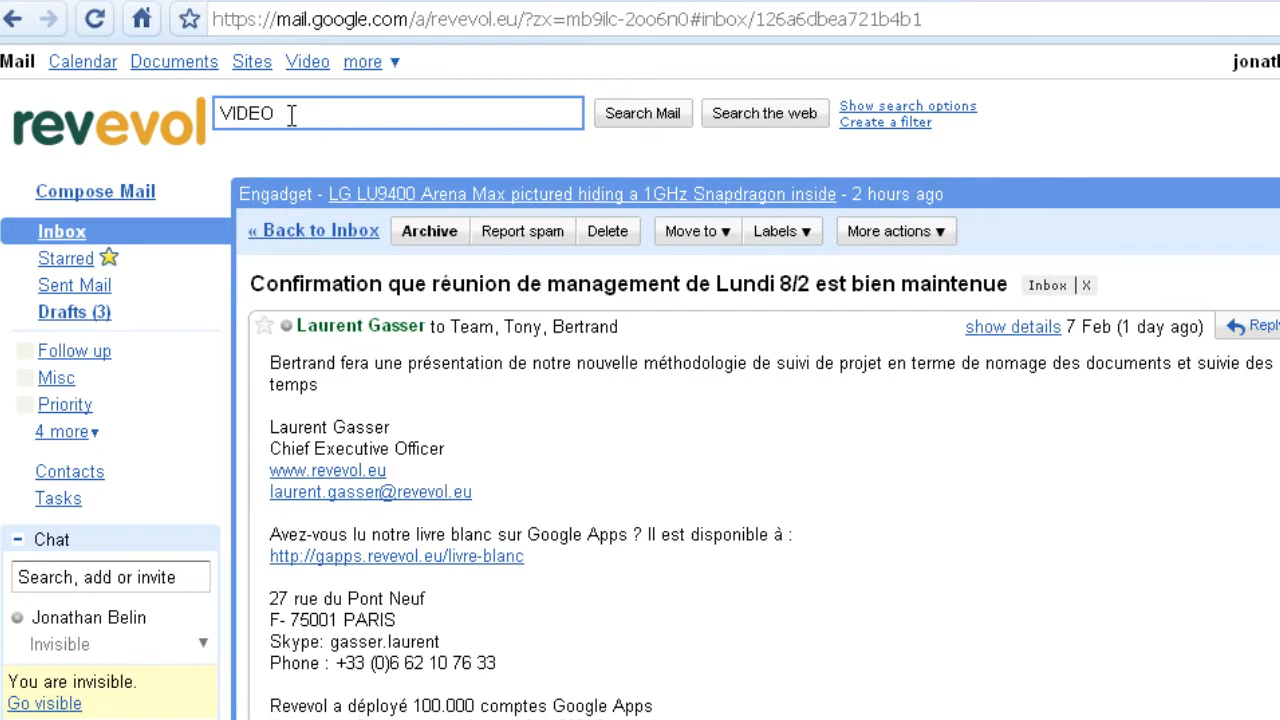 https://mail.google.com/a/revevol.eu/?zx=mb9ilc-2oo6n0#inbox/126a6dbea721b4b1
Mail Calendar Documents Sites Video more ▼
revevol VIDEO Search Mail Search the web Show search options
Create a filter
Compose Mail
Engadget - LG LU9400 Arena Max pictured hiding a 1GHz Snapdragon inside - 2 hours ago
Inbox
« Back to Inbox Archive Report spam Delete Move to ▼ Labels ▼ More actions ▼
Starred
Sent Mail
Drafts (3)
Follow up
Misc
Priority
4 more▾
Contacts
Tasks
Chat
Search, add or invite
Jonathan Belin
Invisible ▼
You are invisible.
Go visible
Confirmation que réunion de management de Lundi 8/2 est bien maintenue Inbox | X
Laurent Gasser to Team, Tony, Bertrand show details 7 Feb (1 day ago)
Bertrand fera une présentation de notre nouvelle méthodologie de suivi de projet en terme de nomage des documents et suivie des
temps
Laurent Gasser
Chief Executive Officer
www.revevol.eu
laurent.gasser@revevol.eu
Avez-vous lu notre livre blanc sur Google Apps ? Il est disponible à :
http://gapps.revevol.eu/livre-blanc
27 rue du Pont Neuf
F- 75001 PARIS
Skype: gasser.laurent
Phone : +33 (0)6 62 10 76 33
Revevol a déployé 100.000 comptes Google Apps